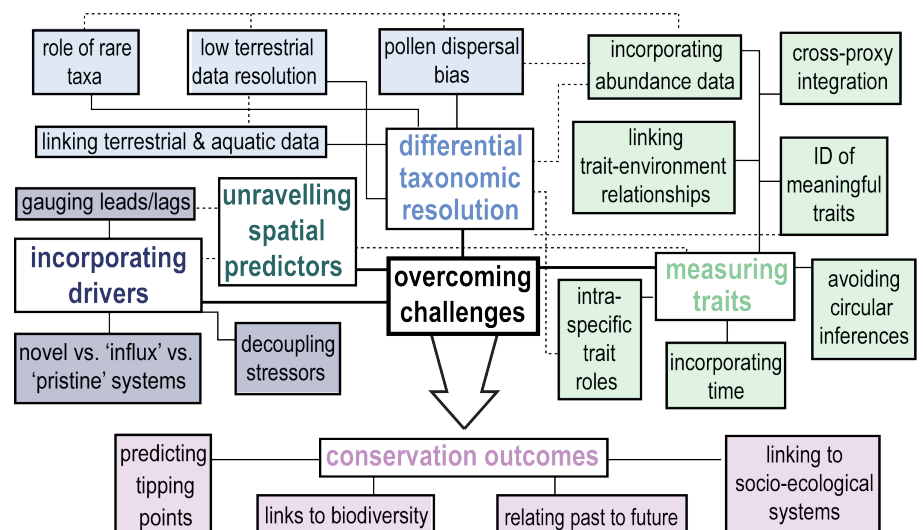 role of rare
taxa
low terrestrial
data resolution
pollen dispersal
bias
incorporating
abundance data
cross-proxy
integration
linking terrestrial & aquatic data
differential
taxonomic
resolution
linking
trait-environment
relationships
ID of
meaningful
traits
gauging leads/lags
unravelling
spatial
predictors
incorporating
drivers
overcoming
challenges
measuring
traits
avoiding
circular
inferences
intra-
specific
trait
roles
incorporating
time
novel vs. ‘influx’ vs.
‘pristine’ systems
decoupling
stressors
conservation outcomes
predicting
tipping
points
links to biodiversity
relating past to future
linking to
socio-ecological
systems